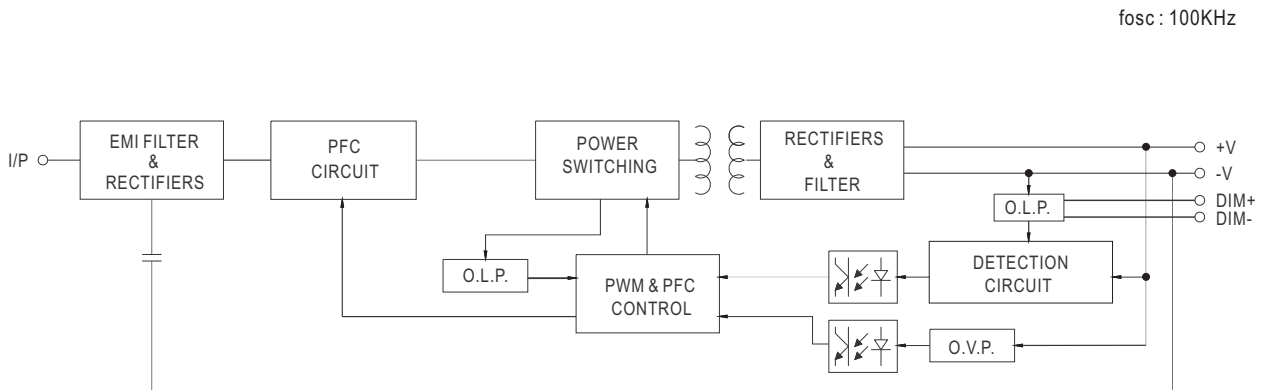 fosc : 100KHz
I/P
EMI FILTER
&
RECTIFIERS
PFC
CIRCUIT
POWER
SWITCHING
RECTIFIERS
&
FILTER
+V
-V
DIM+
DIM-
O.L.P.
O.L.P.
PWM & PFC
CONTROL
DETECTION
CIRCUIT
O.V.P.